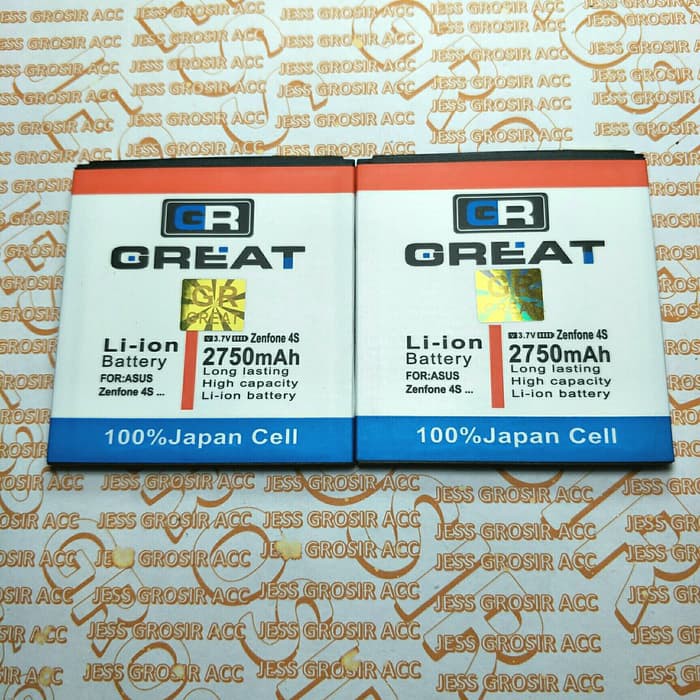 GR
GREAT
GR
GREAT
V 3.7V Zenfone 4S
Li-ion
Battery
2750mAh
FOR:ASUS
Zenfone 4S ...
Long lasting
High capacity
Li-ion battery
100%Japan Cell
GR
GREAT
GR
GREAT
V 3.7V Zenfone 4S
Li-ion
Battery
2750mAh
FOR:ASUS
Zenfone 4S ...
Long lasting
High capacity
Li-ion battery
100%Japan Cell
JESS GROSIR ACC